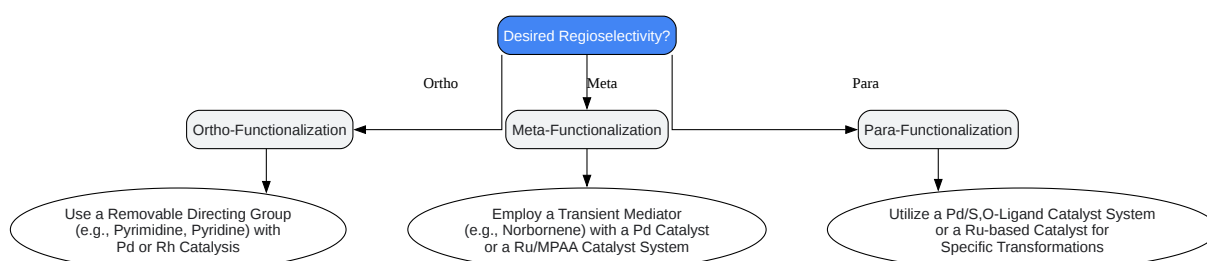 Desired Regioselectivity?
Ortho
Meta
Para
Ortho-Functionalization
Meta-Functionalization
Para-Functionalization
Use a Removable Directing Group
(e.g., Pyrimidine, Pyridine) with
Pd or Rh Catalysis
Employ a Transient Mediator
(e.g., Norbornene) with a Pd Catalyst
or a Ru/MPAA Catalyst System
Utilize a Pd/S,O-Ligand Catalyst System
or a Ru-based Catalyst for
Specific Transformations